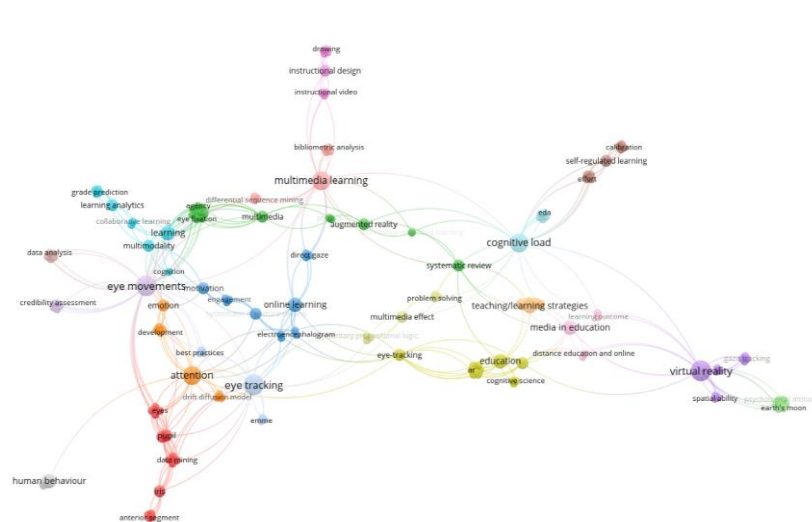 drawing
instructional design
instructional video
bibliometric analysis
calibration
self-regulated learning
effort
multimedia learning
grade prediction
differential sequence mining
learning analytics
agency
eye fixation
multimedia
collaborative learning
edo
augmented reality
learning
learning
cognitive load
multimodality
data analysis
direct gaze
systematic review
cognition
eye movements
motivation
problem solving
credibility assessment
emotion
engagement
online learning
teaching/learning strategies
learning outcome
multimedia effect
media in education
development
electroencephalogram
propositional logic
best practices
eye-tracking
distance education and online
gaze tracking
education
attention
ar
virtual reality
eye tracking
cognitive science
drift diffusion model
spatial ability
earth's moon
eyes
emme
pupil
data mining
human behaviour
iris
anterior segment